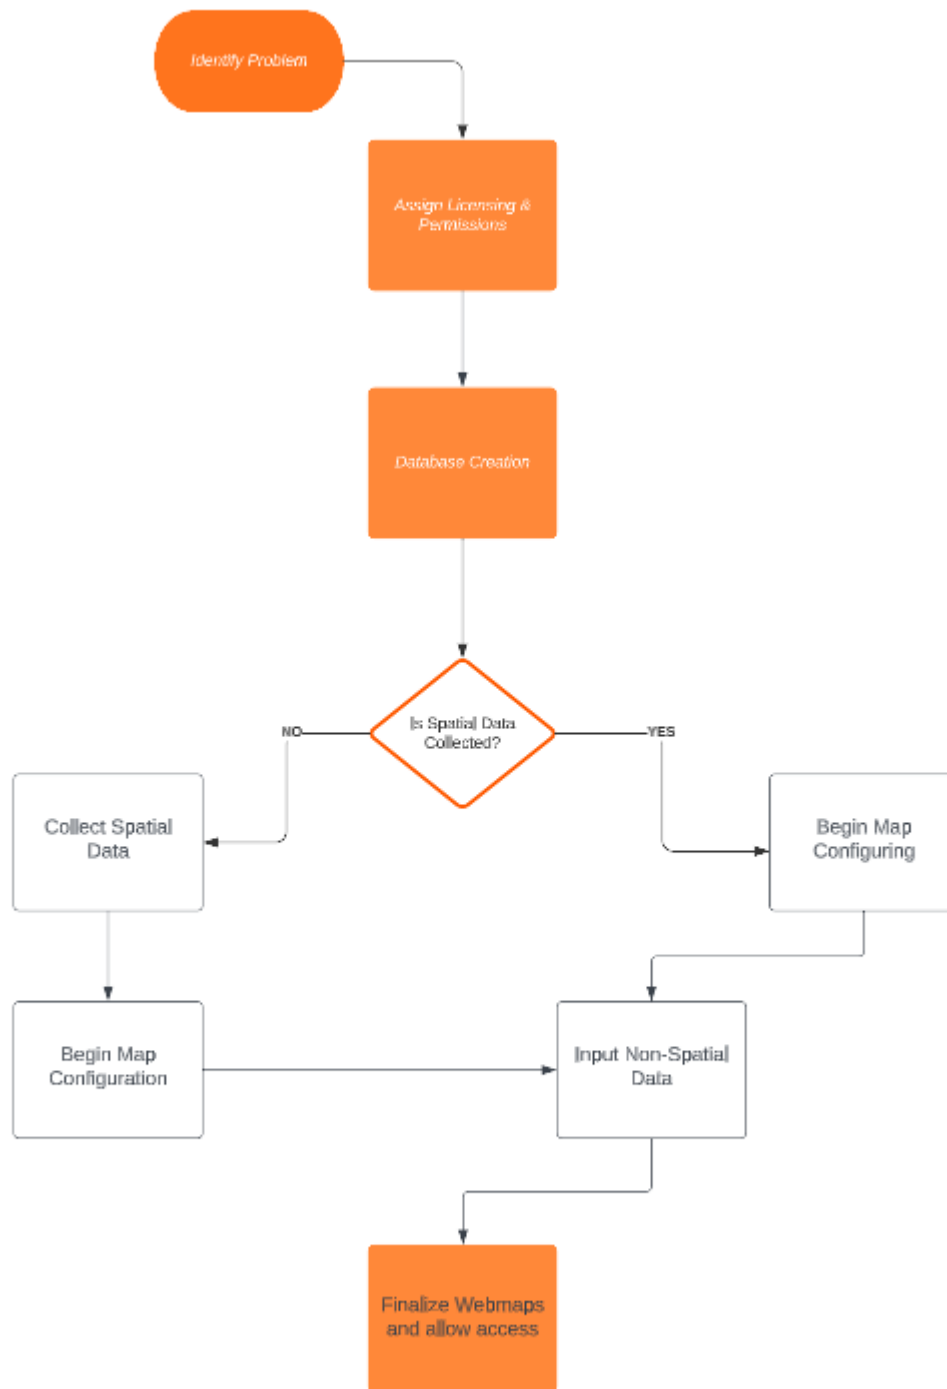 Identify Problem
Assign Licensing &
Permissions
Database Creation
Is Spatial Data
Collected?
NO
YES
Collect Spatial
Data
Begin Map
Configuring
Begin Map
Configuration
Input Non-Spatial
Data
Finalize Webmaps
and allow access